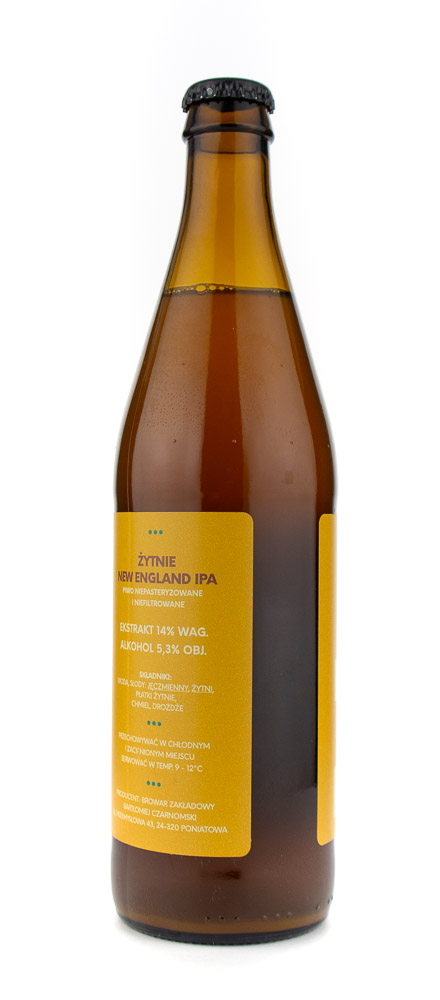 ŻYTNIE
NEW ENGLAND IPA
PIWO NIEPASTERYZOWANE
I NIEFILTROWANE
EKSTRAKT 14% WAG.
ALKOHOL 5,3% OBJ.
SKŁADNIKI:
WODA, SŁODY: JĘCZMIENNY, ŻYTNI,
PŁATKI ŻYTNIE,
CHMIEL, DROŻDŻE
PRZECHOWYWAĆ W CHŁODNYM
I ZACIENIONYM MIEJSCU
SERWOWAĆ W TEMP. 9 - 12°C
PRODUCENT: BROWAR ZAKŁADOWY
BARTŁOMIEJ CZARNOMSKI
PRZEMYSŁOWA 43, 24-320 PONIATOWA